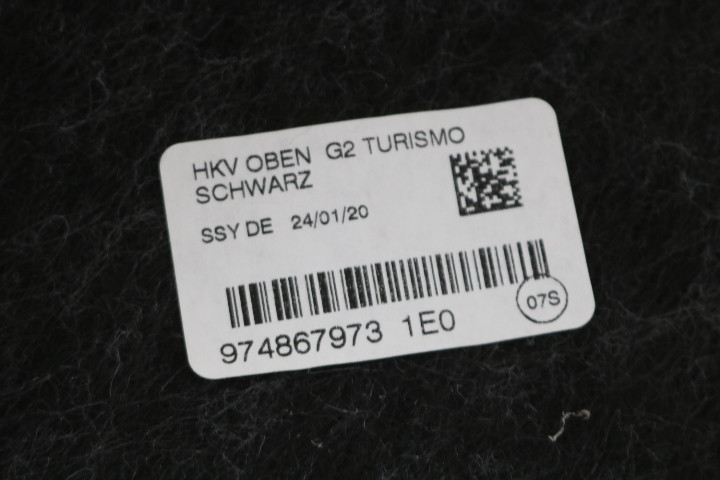 HKV OBEN G2 TURISMO
SCHWARZ
SSY DE 24/01/20
974867973 1E0
07S